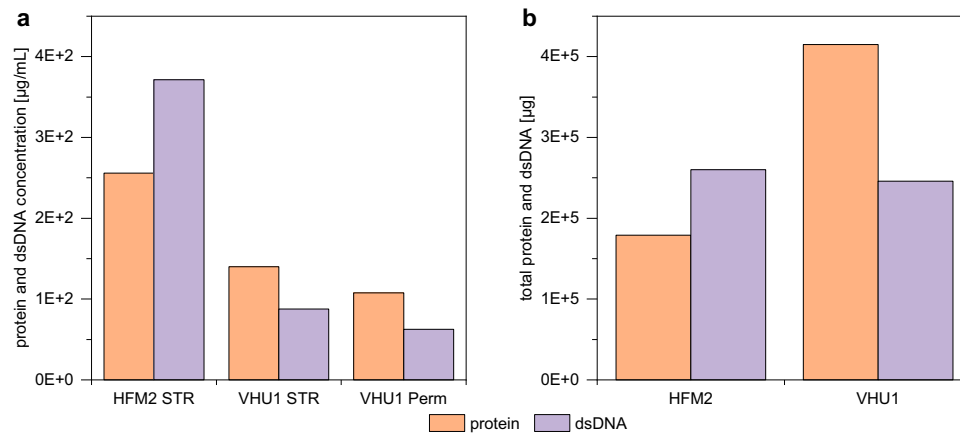 a
protein and dsDNA concentration [µg/mL]
4E+2
3E+2
2E+2
1E+2
0E+0
HFM2 STR
VHU1 STR
VHU1 Perm
b
total protein and dsDNA [µg]
4E+5
3E+5
2E+5
1E+5
0E+0
HFM2
VHU1
protein
dsDNA